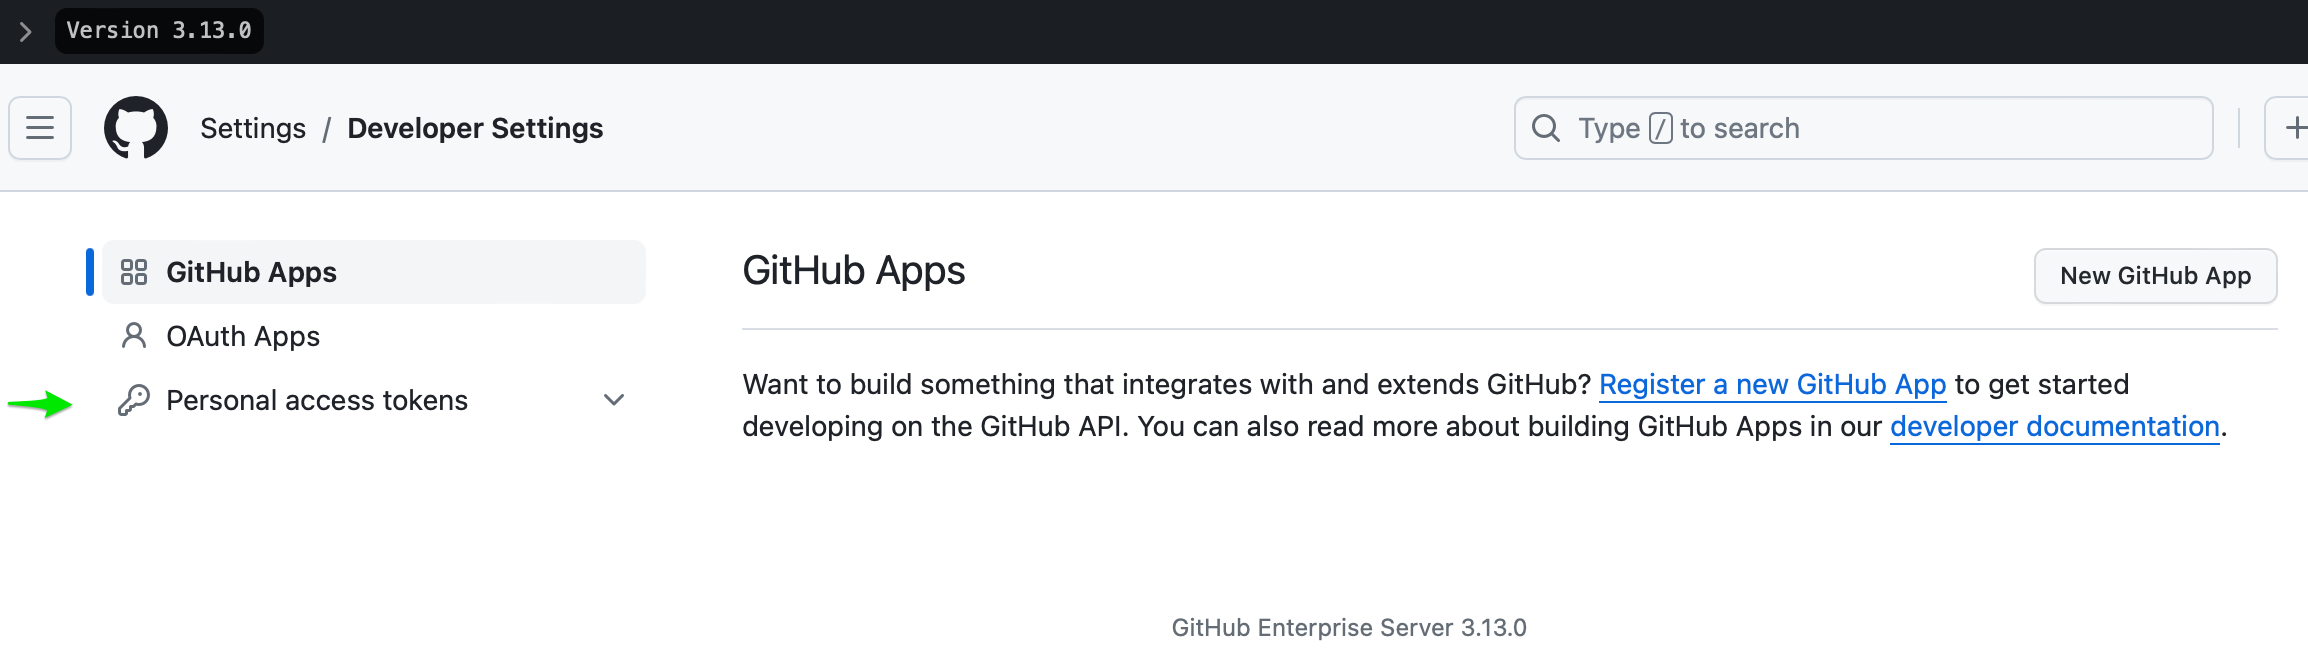 Version 3.13.0
Settings / Developer Settings
Type / to search
GitHub Apps
OAuth Apps
Personal access tokens
GitHub Apps
New GitHub App
Want to build something that integrates with and extends GitHub? Register a new GitHub App to get started
developing on the GitHub API. You can also read more about building GitHub Apps in our developer documentation.
GitHub Enterprise Server 3.13.0